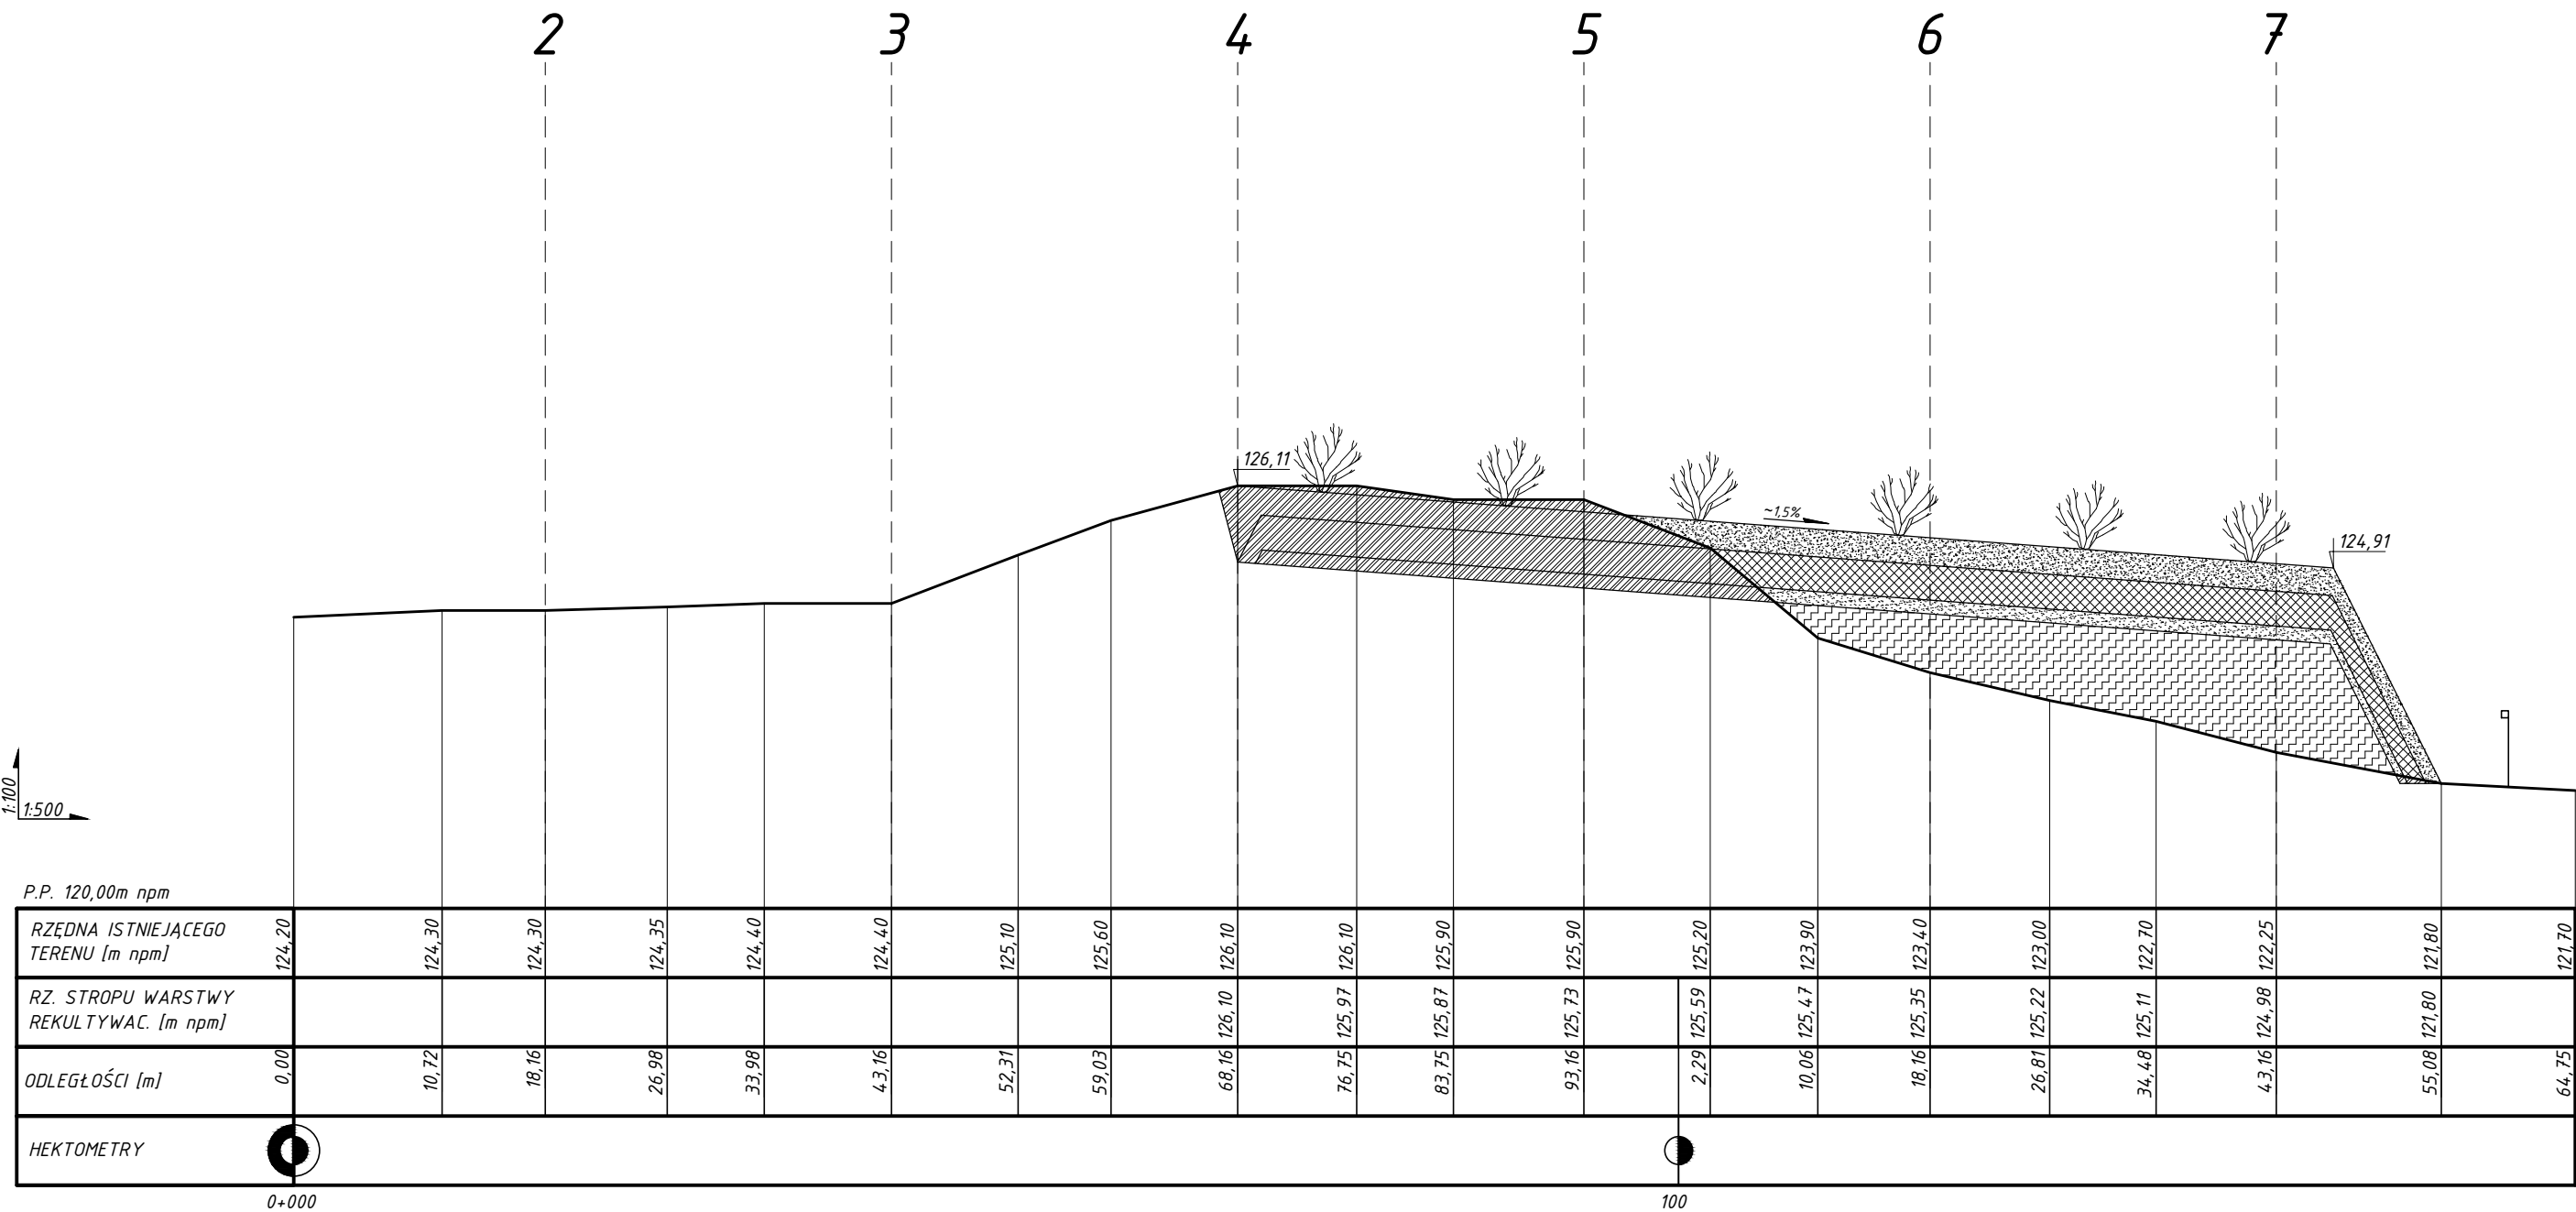 2 3 4 5 6 7
126,11
~1,5%
124,91
1:100
1:500
P.P. 120,00m npm
RZĘDNA ISTNIEJĄCEGO
TERENU [m npm]
124,20 124,30 124,30 124,35 124,40 124,40 125,10 125,60 126,10 126,10 125,90 125,90 125,20 123,90 123,40 123,00 122,70 122,25 121,80 121,70
RZ. STROPU WARSTWY
REKULTYWAC. [m npm]
126,10 125,97 125,87 125,73 125,59 125,47 125,35 125,22 125,11 124,98 121,80
ODLEGŁOŚCI [m]
0,00 10,72 18,16 26,98 33,98 43,16 52,31 59,03 68,16 76,75 83,75 93,16 2,29 10,06 18,16 26,81 34,48 43,16 55,08 64,75
HEKTOMETRY
0+000 100